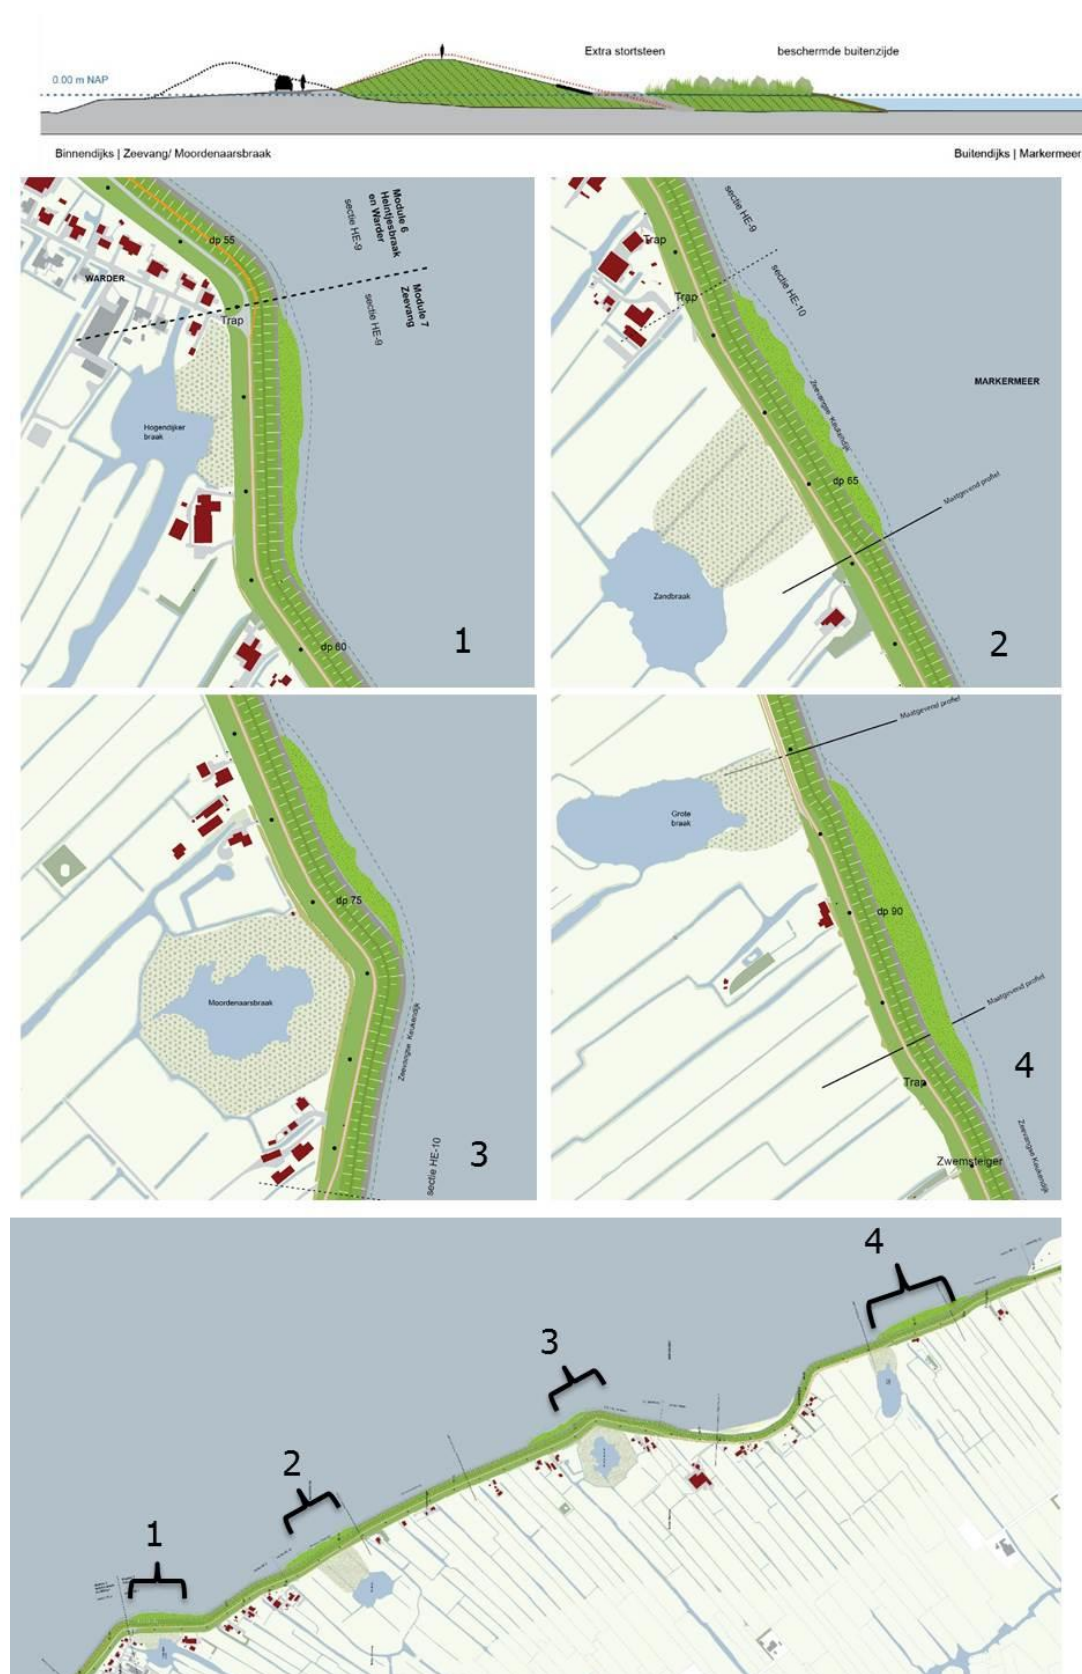 Extra stortsteen
beschermde buitenzijde
0.00 m NAP
Binnendijks | Zeevang/ Moordenaarsbraak
Buitendijks | Markermeer
Module 6
Heintjesbraak
en Warder
sectie HE-9
dp 55
WARDER
Module 7
Zeevang
sectie HE-9
Trap
Hogendijker
braak
1
dp 60
sectie HE-9
Trap
sectie HE-10
Trap
MARKERMEER
Zeevangse Keukendijk
dp 65
Maatgevend profiel
Zandbraak
2
dp 75
Moordenaarsbraak
Zeevangse Keukendijk
sectie HE-10
3
Maatgevend profiel
Grote
braak
dp 90
Maatgevend profiel
4
Trap
Zeevangse Keukendijk
Zwemsteiger
4
3
2
1